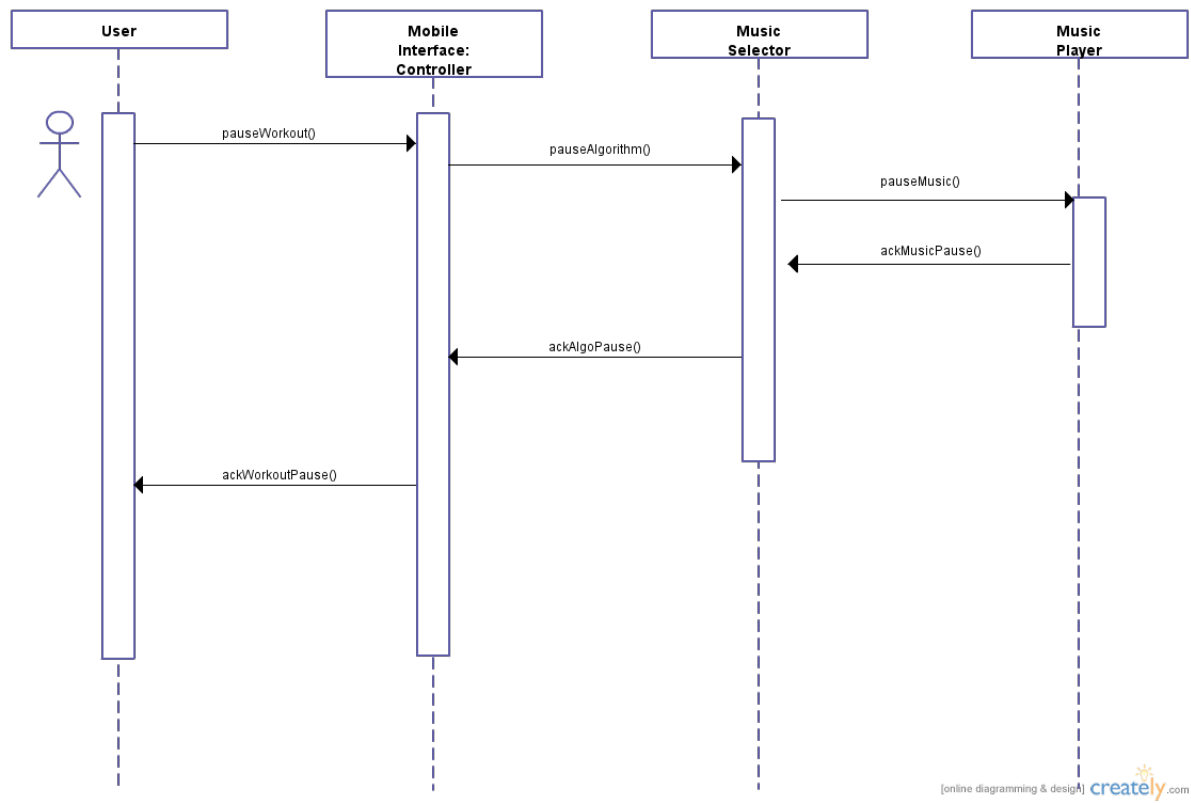 User
Mobile
Interface:
Controller
Music
Selector
Music
Player
pauseWorkout()
pauseAlgorithm()
pauseMusic()
ackMusicPause()
ackAlgoPause()
ackWorkoutPause()
[online diagramming & design] creately.com